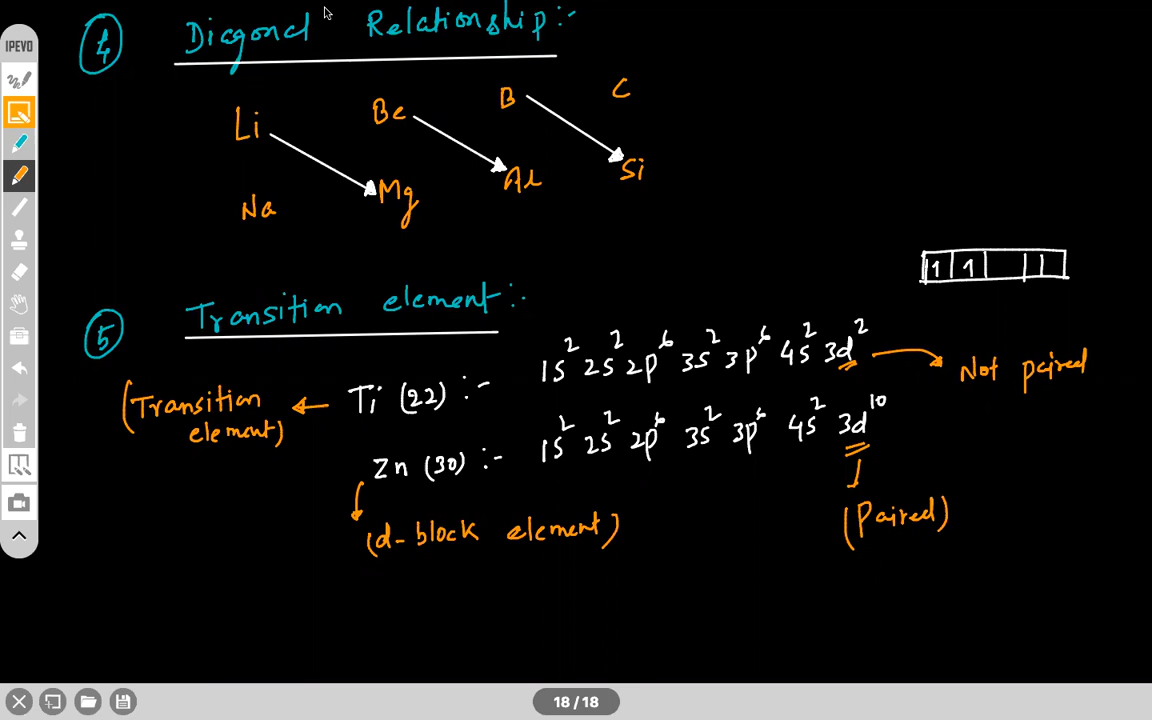 ④ Diagonal Relationship:-
IPEVO
Li Be B C
Na Mg Al Si
1 1
⑤ Transition element:-
(Transition element) ← Ti (22) :- 1s² 2s² 2p⁶ 3s² 3p⁶ 4s² 3d² → Not paired
Zn (30) :- 1s² 2s² 2p⁶ 3s² 3p⁶ 4s² 3d¹⁰
(d-block element)
(Paired)
18 / 18